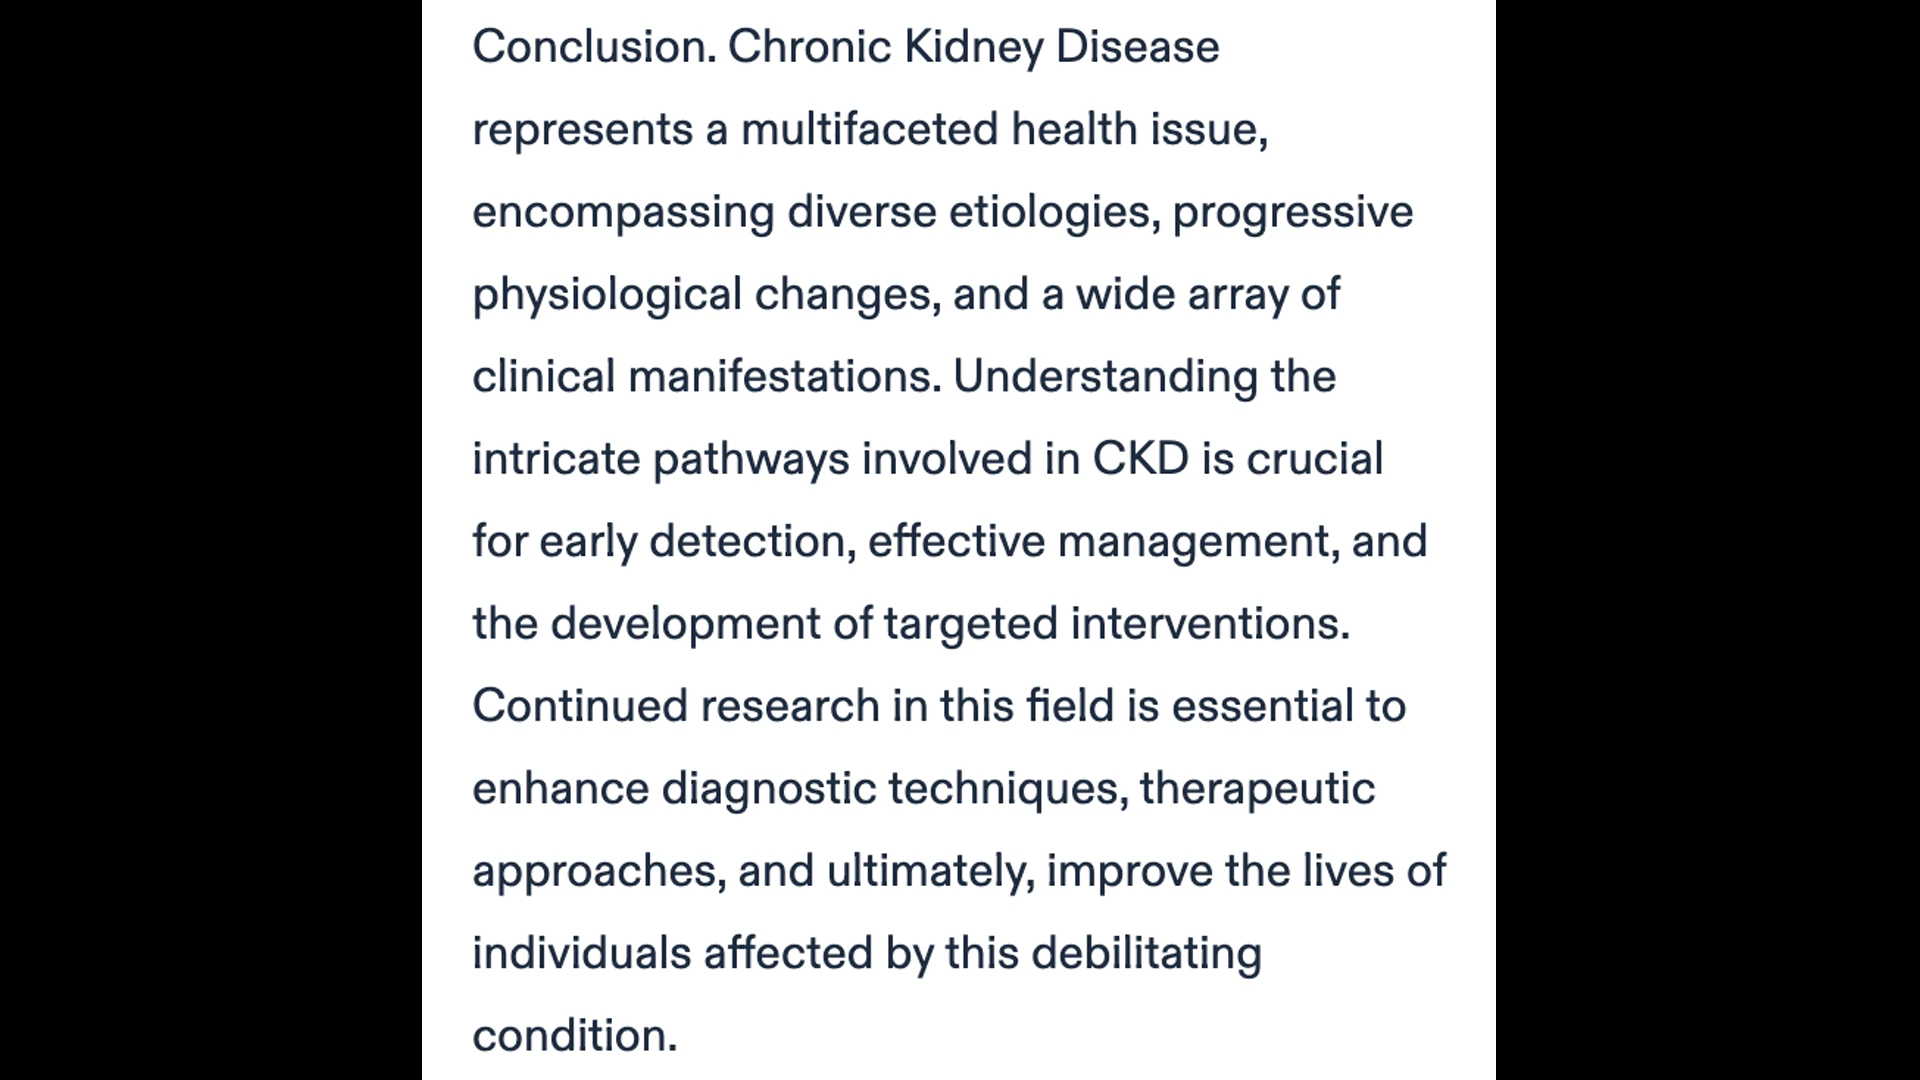 Conclusion. Chronic Kidney Disease
represents a multifaceted health issue,
encompassing diverse etiologies, progressive
physiological changes, and a wide array of
clinical manifestations. Understanding the
intricate pathways involved in CKD is crucial
for early detection, effective management, and
the development of targeted interventions.
Continued research in this field is essential to
enhance diagnostic techniques, therapeutic
approaches, and ultimately, improve the lives of
individuals affected by this debilitating
condition.